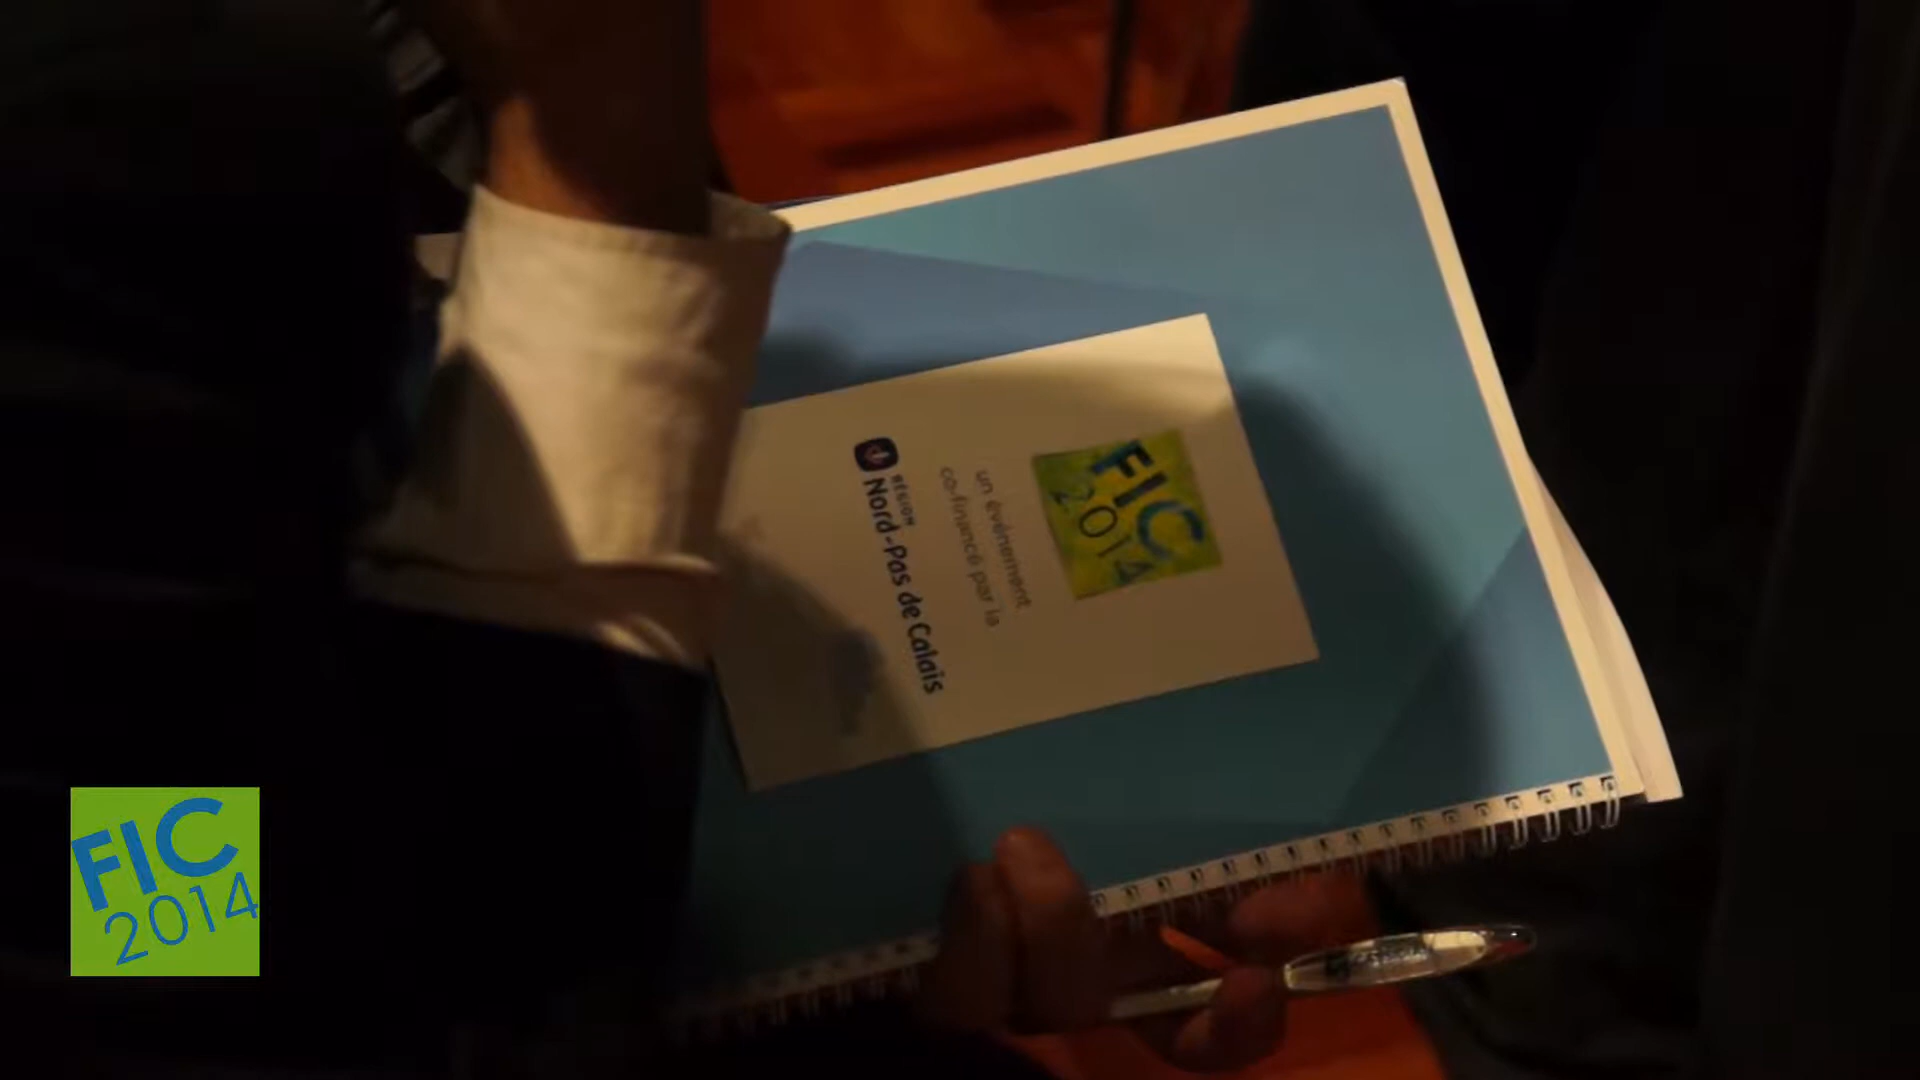 FIC
2014
un événement
co-financé par la
RÉGION
Nord-Pas de Calais
FIC
2014